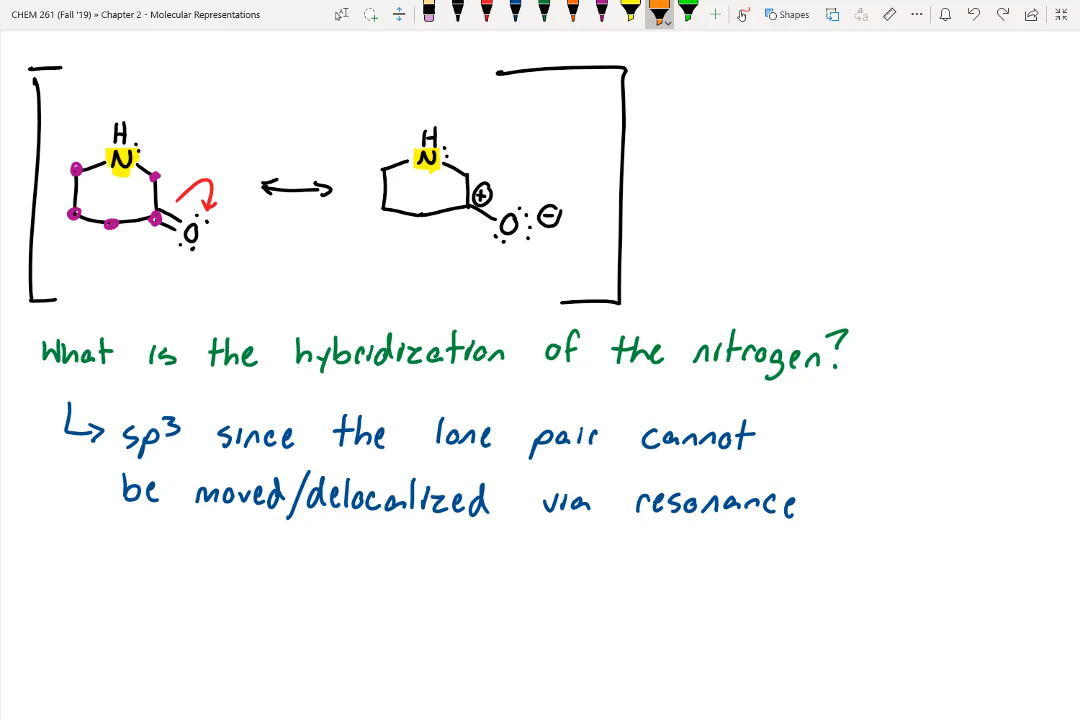 CHEM 261 (Fall '19) » Chapter 2 - Molecular Representations
Shapes
H H
N N
⊕
O O ⊖
What is the hybridization of the nitrogen?
↳ sp³ since the lone pair cannot
be moved/delocalized via resonance